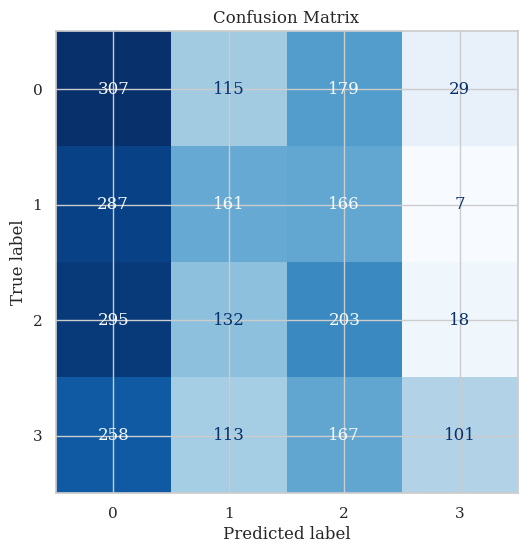 Confusion Matrix
True label
0 307 115 179 29
1 287 161 166 7
2 295 132 203 18
3 258 113 167 101
0 1 2 3
Predicted label